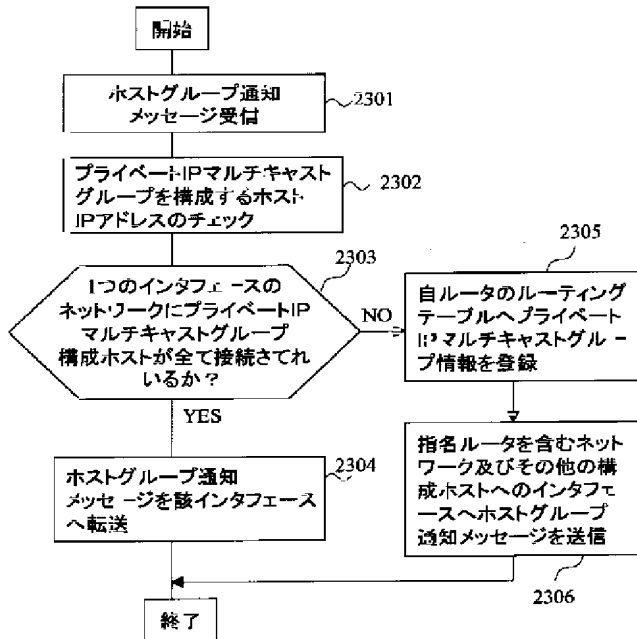 開始
ホストグループ通知
メッセージ受信
2301
プライベートIPマルチキャスト
グループを構成するホスト
IPアドレスのチェック
2302
1つのインタフェースの
ネットワークにプライベートIP
マルチキャストグループ
構成ホストが全て接続されて
いるか？
2303
NO
YES
自ルータのルーティング
テーブルへプライベート
IPマルチキャストグルー
プ情報を登録
2305
ホストグループ通知
メッセージを該インタフェース
へ転送
2304
指名ルータを含むネット
ワーク及びその他の構
成ホストへのインタフェ
ースへホストグループ
通知メッセージを送信
2306
終了